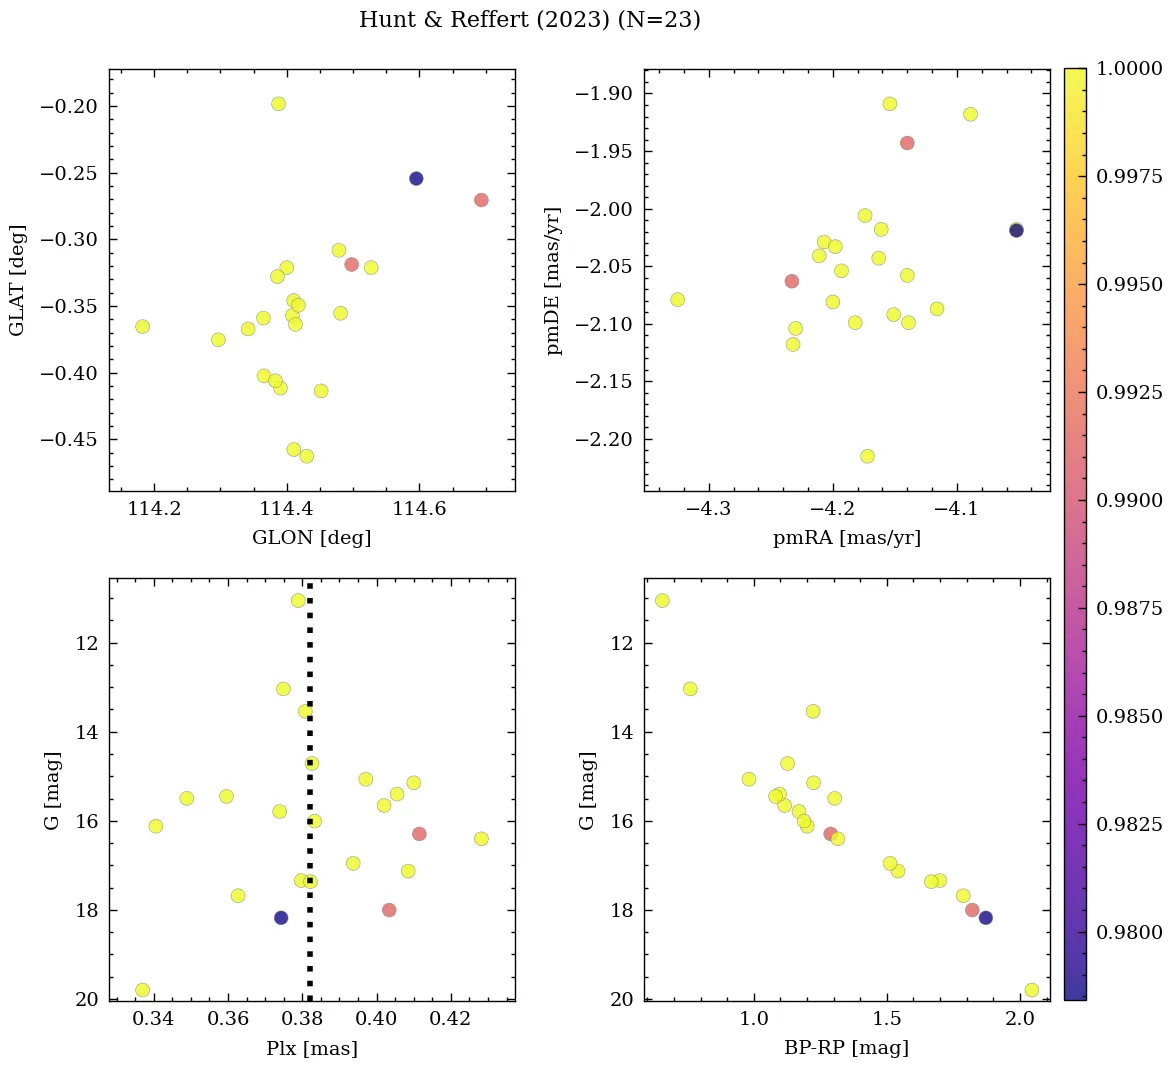 Hunt & Reffert (2023) (N=23)
−0.20
−0.25
−0.30
−0.35
−0.40
−0.45
GLAT [deg]
114.2 114.4 114.6
GLON [deg]
−1.90
−1.95
−2.00
−2.05
−2.10
−2.15
−2.20
pmDE [mas/yr]
−4.3 −4.2 −4.1
pmRA [mas/yr]
12
14
16
18
20
G [mag]
0.34 0.36 0.38 0.40 0.42
Plx [mas]
12
14
16
18
20
G [mag]
1.0 1.5 2.0
BP-RP [mag]
1.0000
0.9975
0.9950
0.9925
0.9900
0.9875
0.9850
0.9825
0.9800